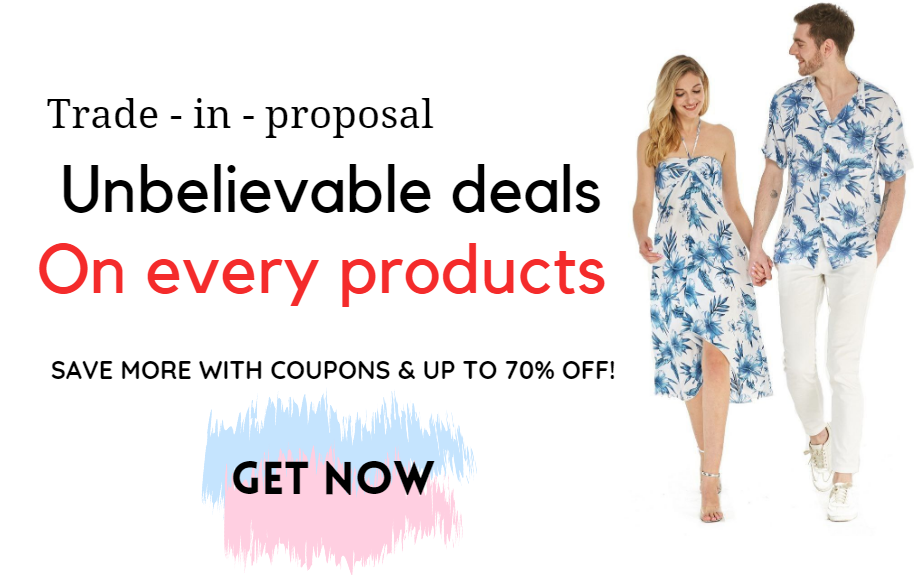 Trade - in - proposal
Unbelievable deals
On every products
SAVE MORE WITH COUPONS & UP TO 70% OFF!
GET NOW